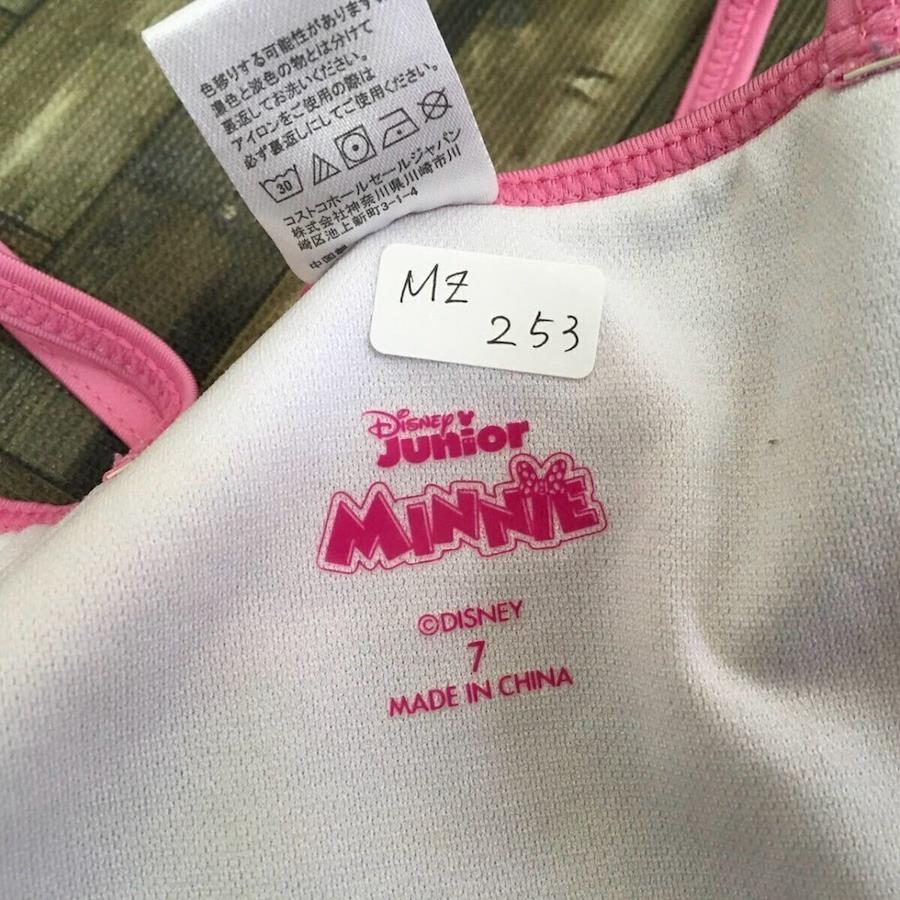 色移りする可能性があります
濃色と淡色の物とは分けて
裏返してお洗いください。
アイロンをご使用の際は
必ず裏返しにしてご使用ください。
30
コストコホールセールジャパン
株式会社神奈川県川崎市川
崎区池上新町3-1-4
中国製
MZ
253
Disney
Junior
MINNIE
©DISNEY
7
MADE IN CHINA